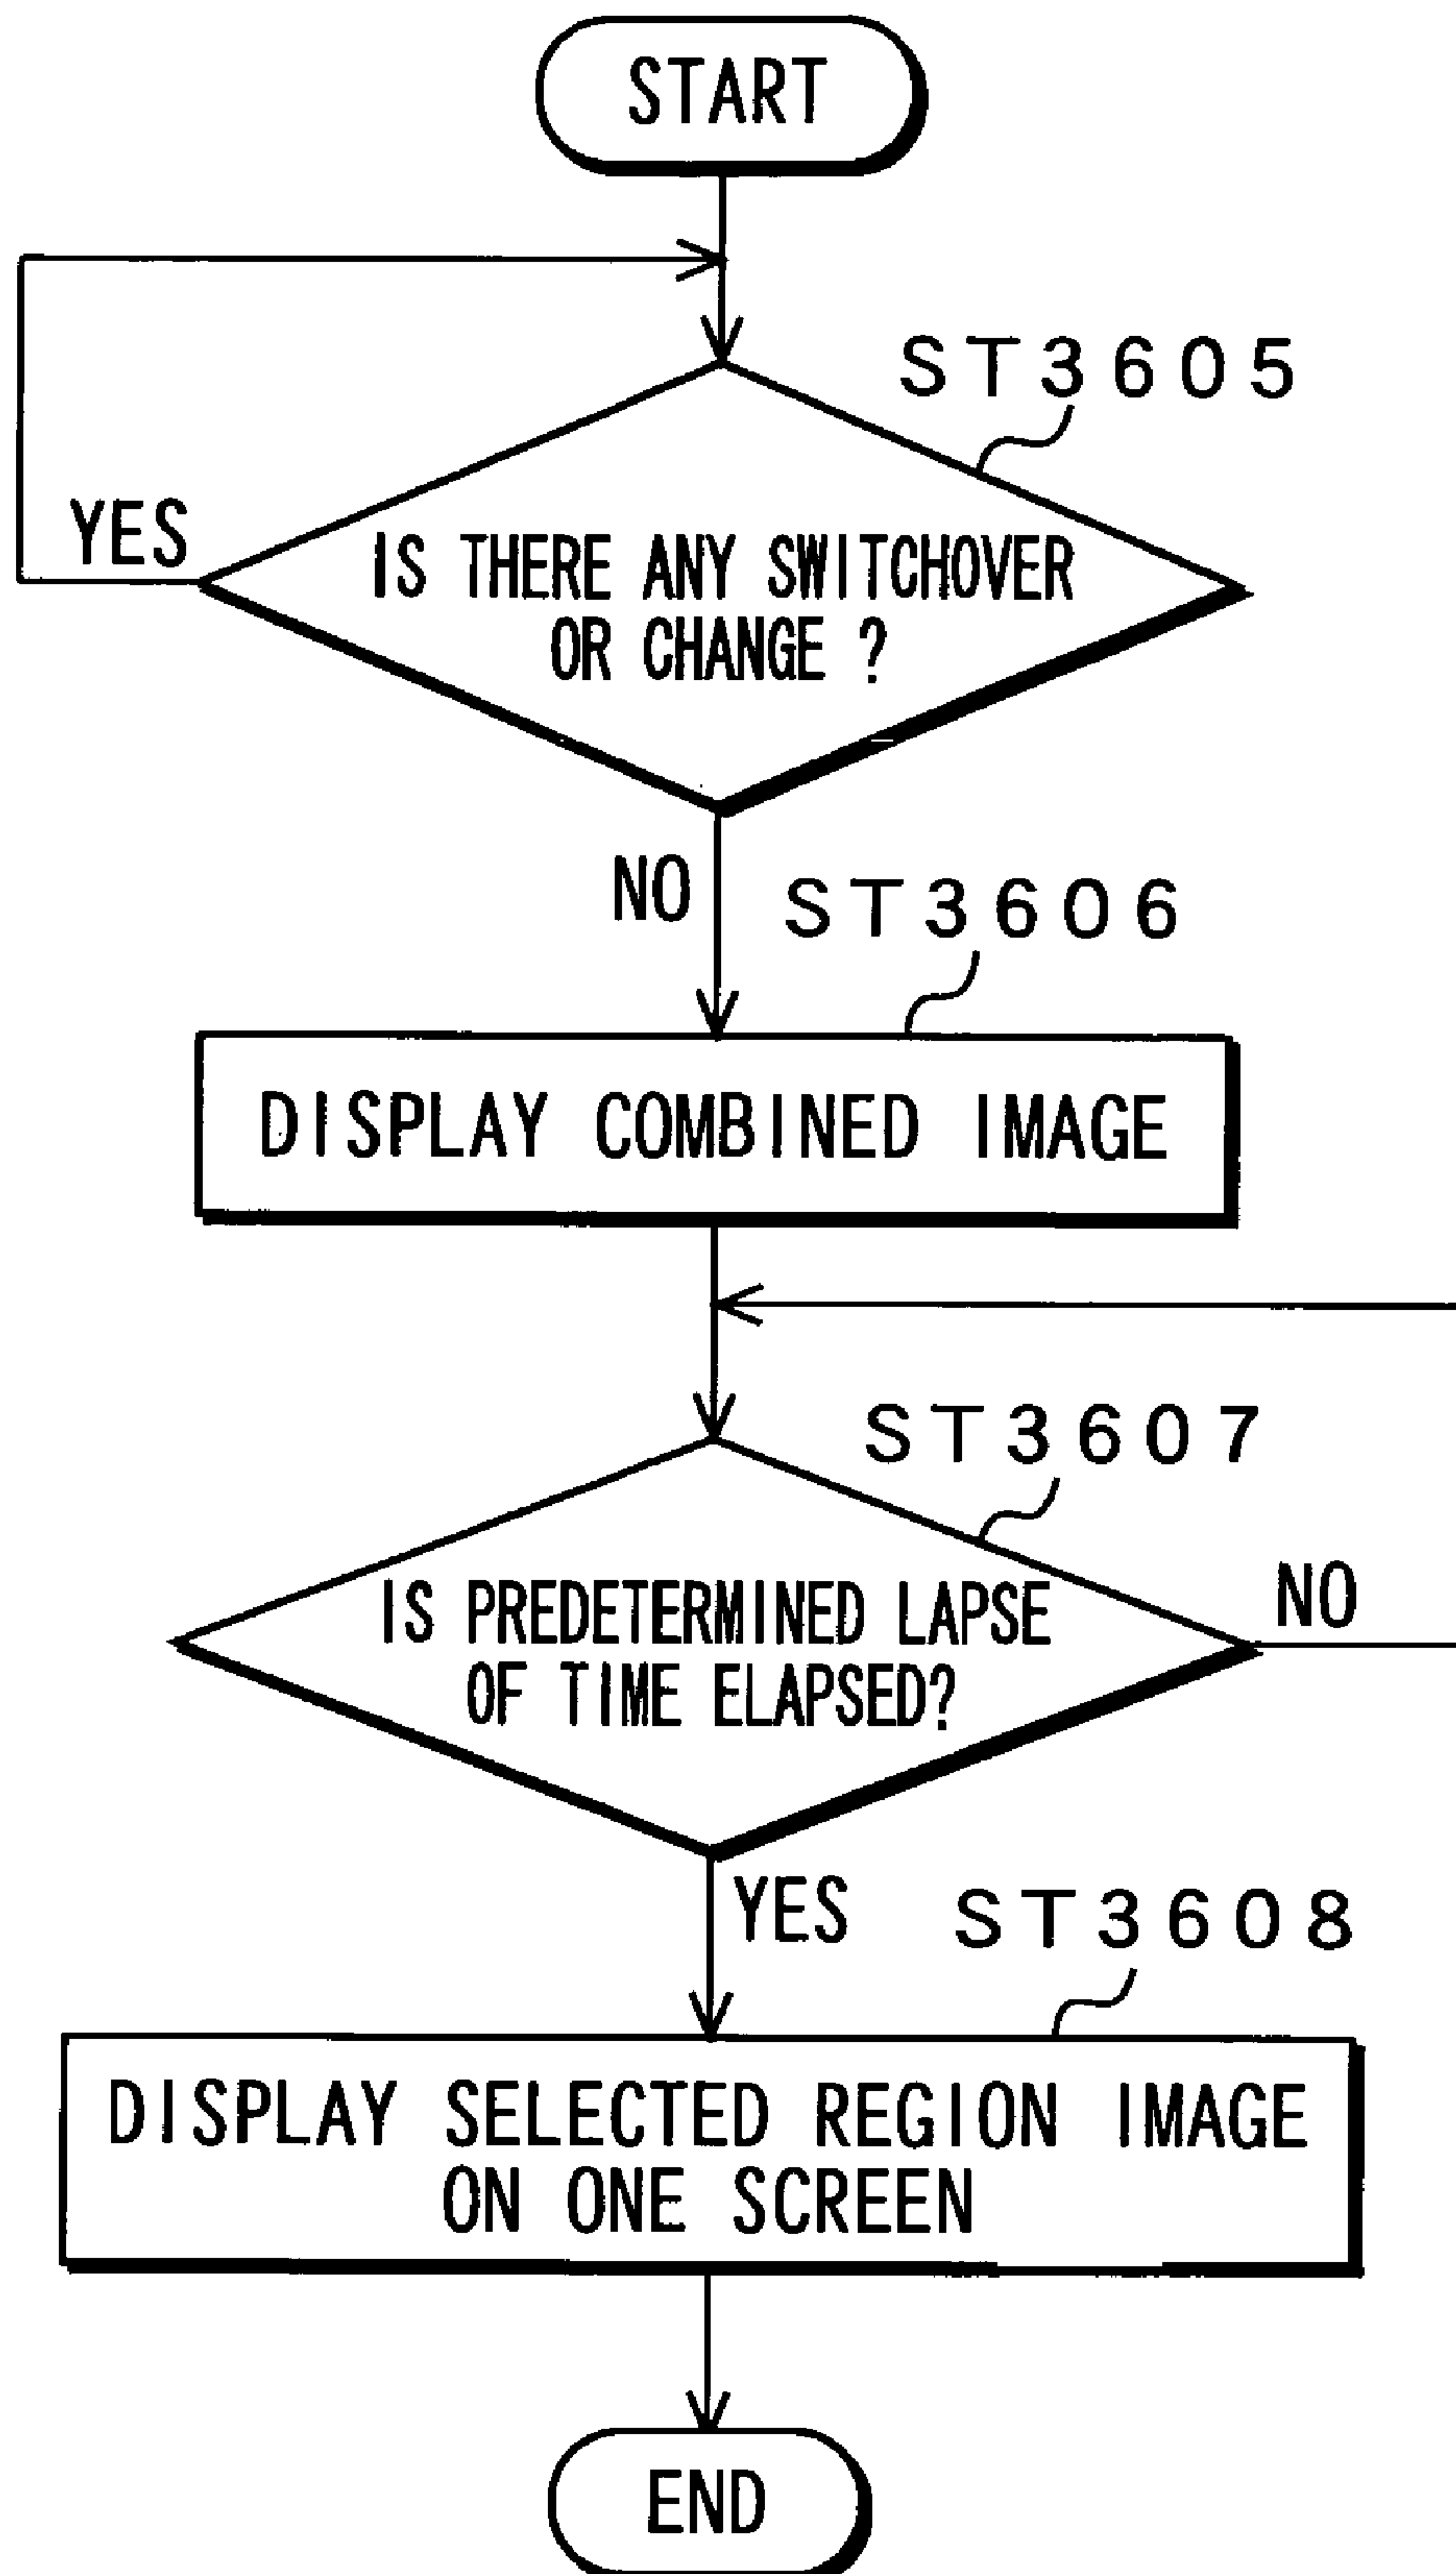 START
ST3605
YES
IS THERE ANY SWITCHOVER
OR CHANGE ?
NO
ST3606
DISPLAY COMBINED IMAGE
ST3607
IS PREDETERMINED LAPSE
OF TIME ELAPSED?
NO
YES
ST3608
DISPLAY SELECTED REGION IMAGE
ON ONE SCREEN
END